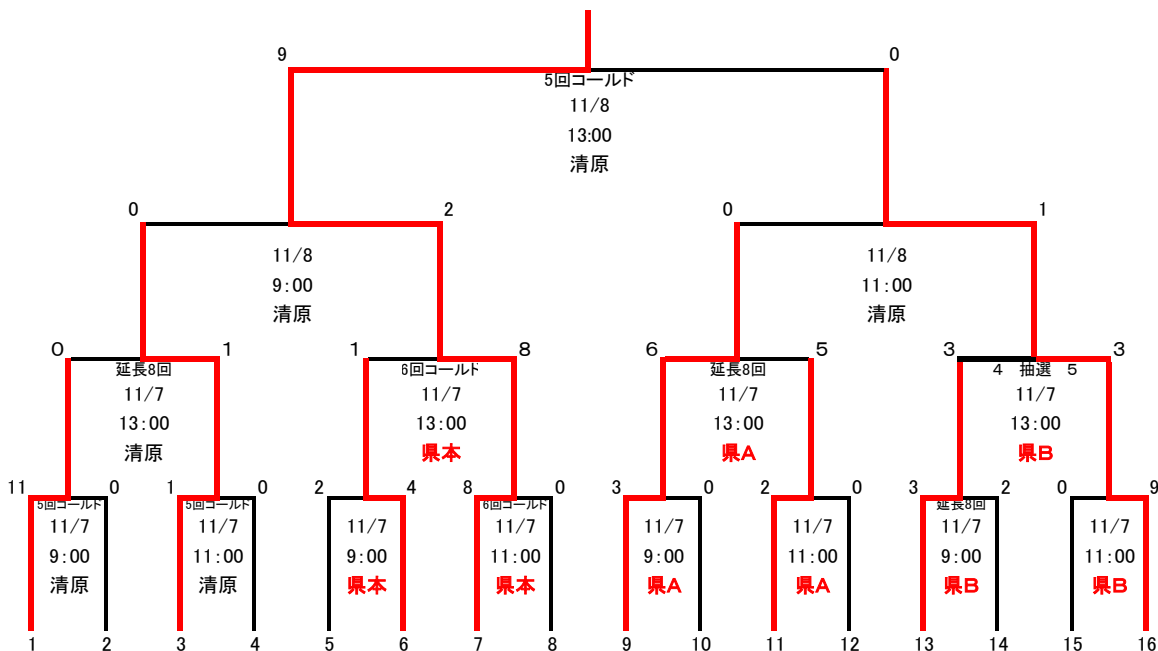 9 0
5回コールド
11/8
13:00
清原
0 2 0 1
11/8 11/8
9:00 11:00
清原 清原
0 1 1 8 6 5 3 3
延長8回 6回コールド 延長8回 4 抽選 5
11/7 11/7 11/7 11/7
13:00 13:00 13:00 13:00
清原 県本 県A 県B
11 0 1 0 2 4 8 0 3 0 2 0 3 2 0 9
5回コールド 5回コールド 6回コールド 延長8回
11/7 11/7 11/7 11/7 11/7 11/7 11/7 11/7
9:00 11:00 9:00 11:00 9:00 11:00 9:00 11:00
清原 清原 県本 県本 県A 県A 県B 県B
1 2 3 4 5 6 7 8 9 10 11 12 13 14 15 16